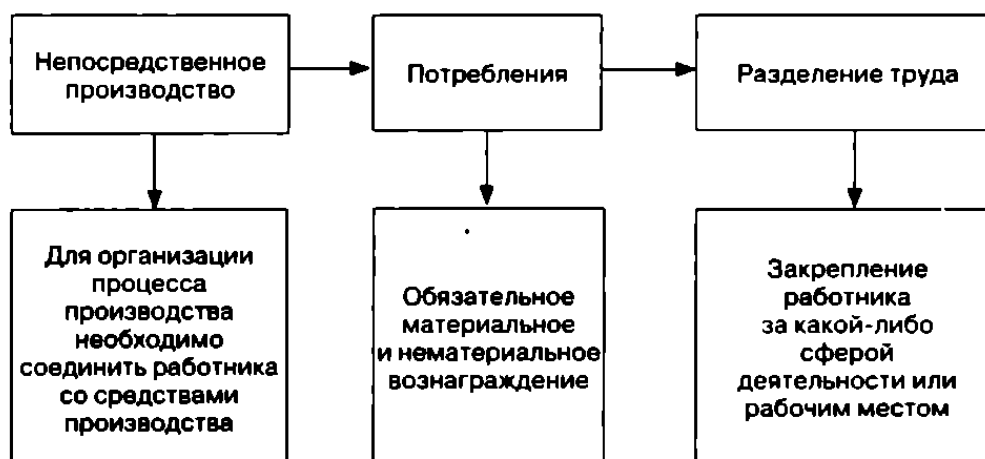 Непосредственное
производство
Потребления
Разделение труда
Для организации
процесса
производства
необходимо
соединить работника
со средствами
производства
Обязательное
материальное
и нематериальное
вознаграждение
Закрепление
работника
за какой-либо
сферой
деятельности или
рабочим местом